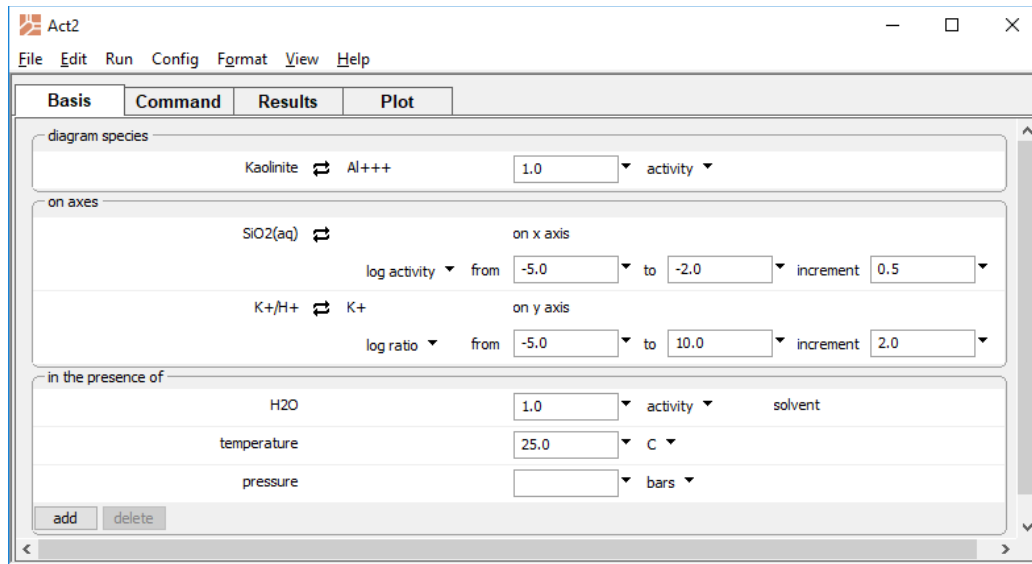 Act2
File Edit Run Config Format View Help
Basis Command Results Plot
diagram species
Kaolinite Al+++ 1.0 activity
on axes
SiO2(aq) on x axis
log activity from -5.0 to -2.0 increment 0.5
K+/H+ K+ on y axis
log ratio from -5.0 to 10.0 increment 2.0
in the presence of
H2O 1.0 activity solvent
temperature 25.0 C
pressure bars
add delete